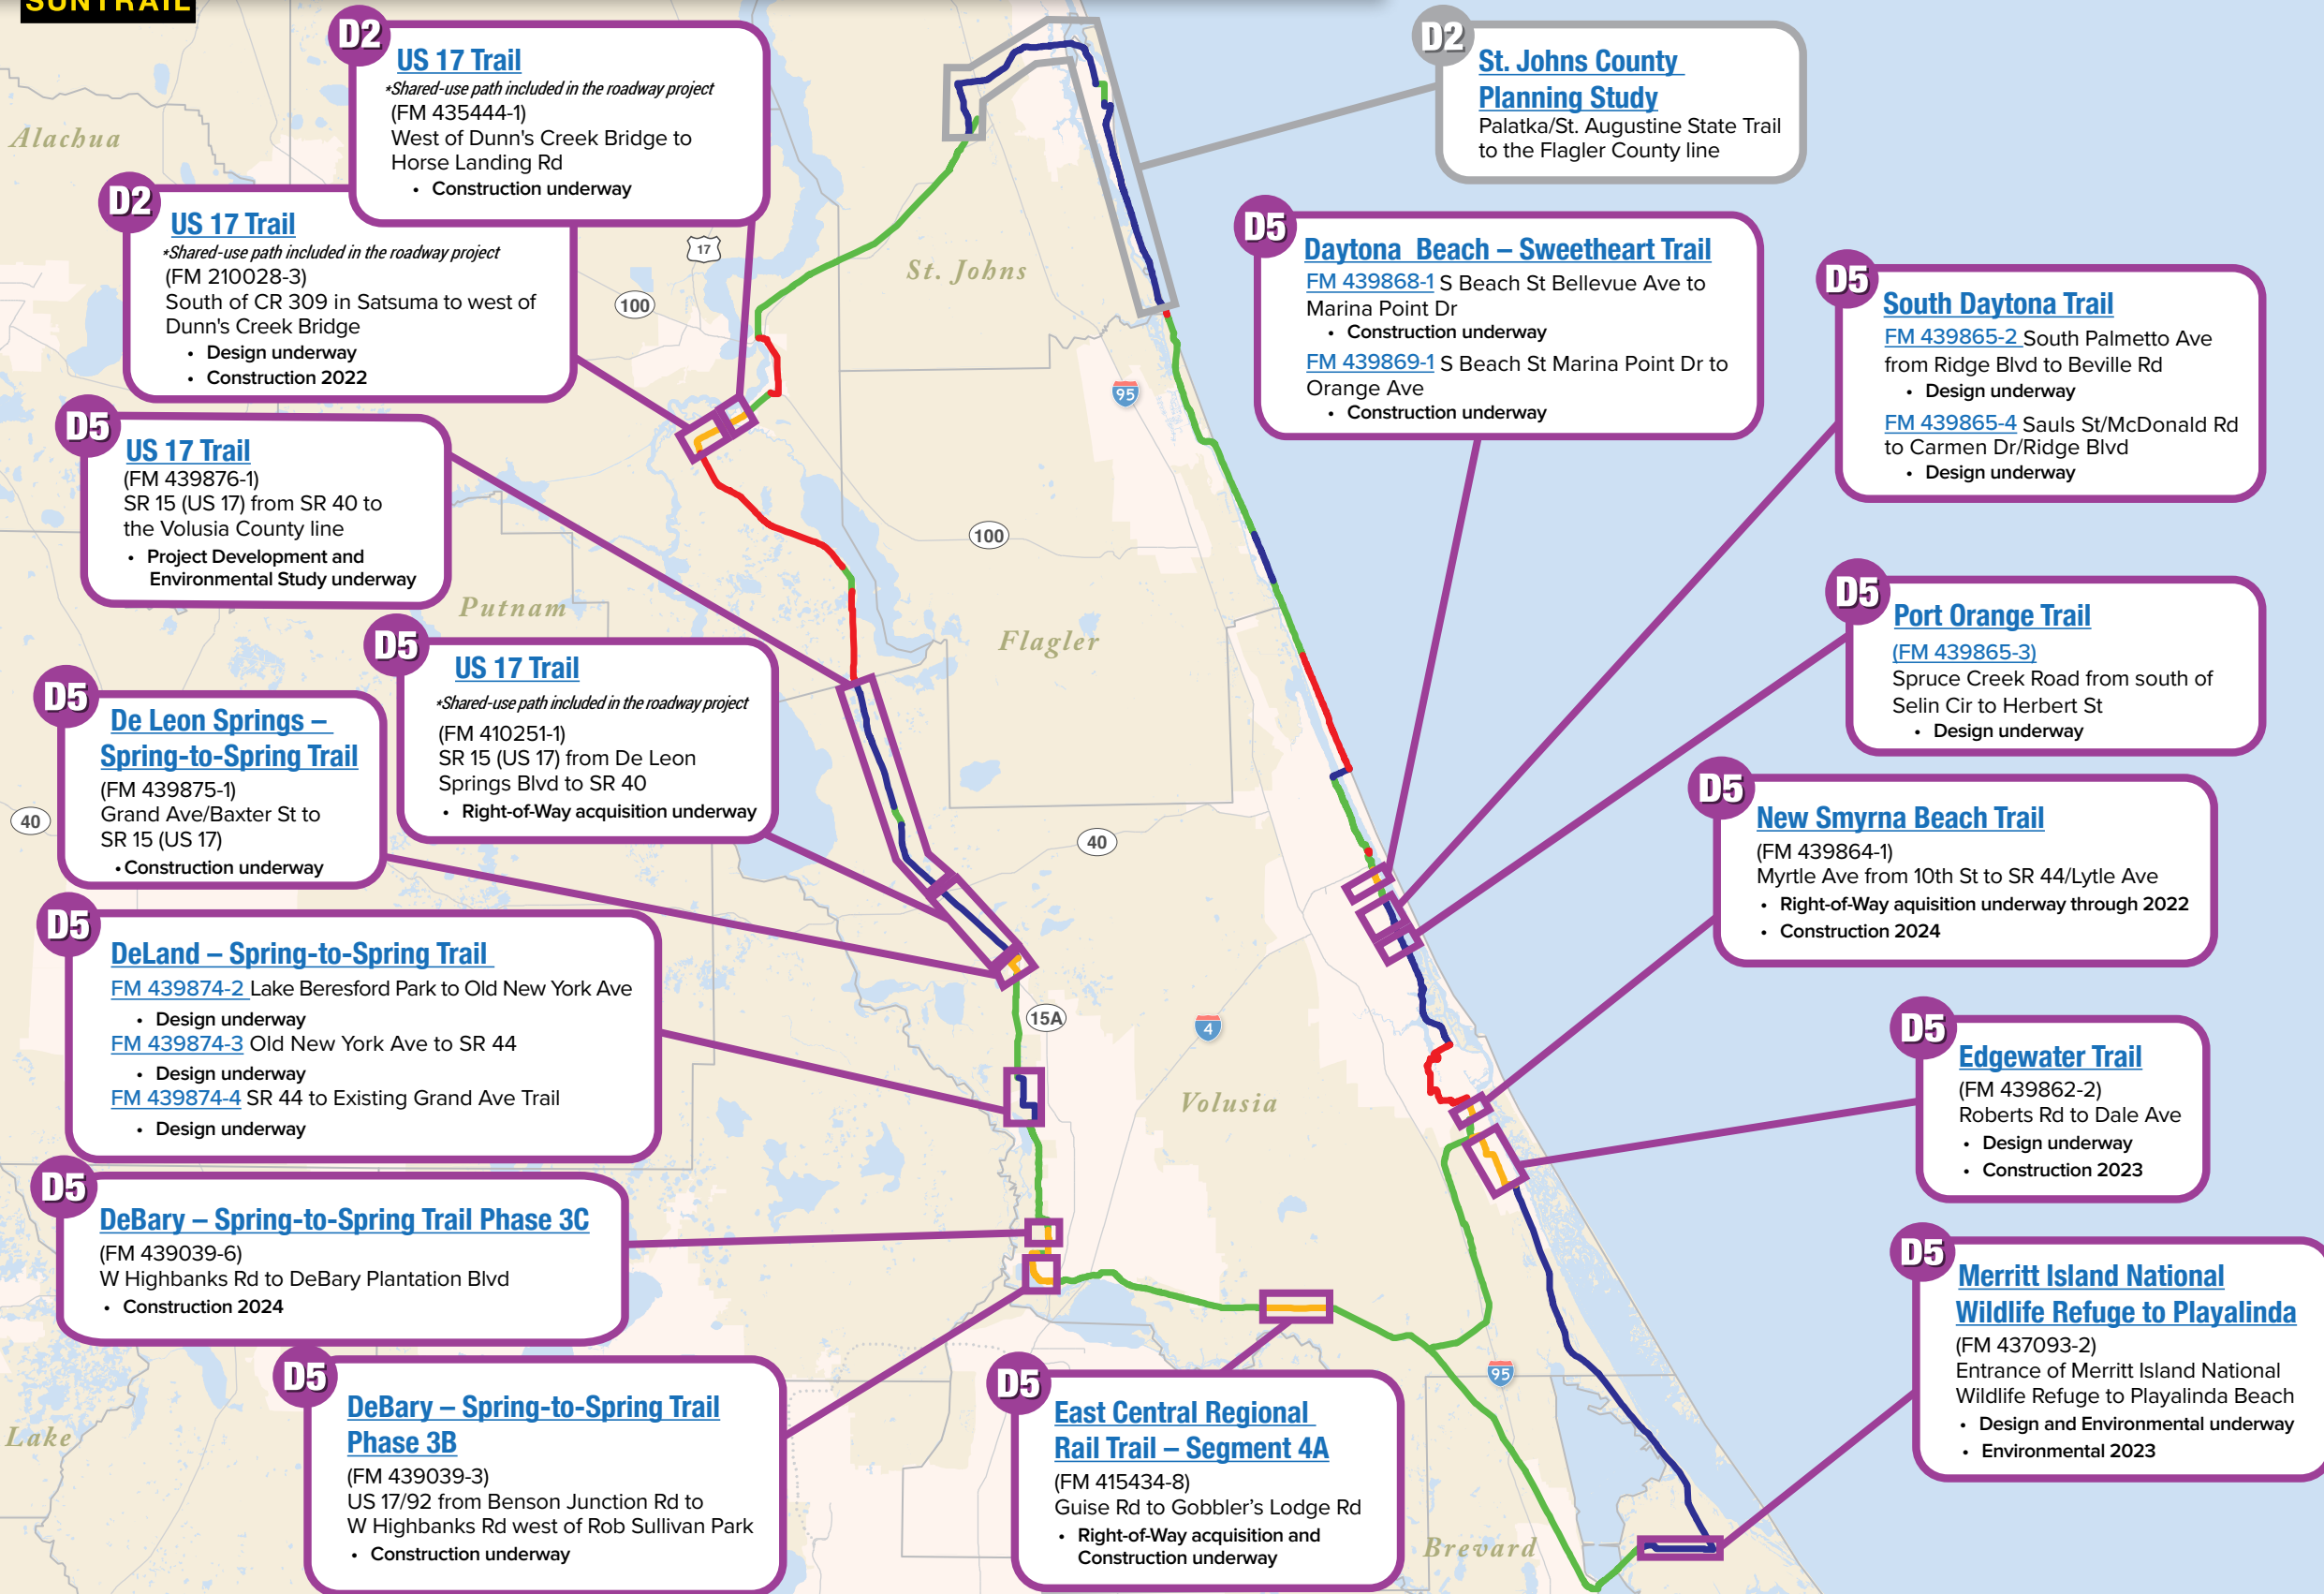 SUNTRAIL
D2
US 17 Trail
*Shared-use path included in the roadway project
(FM 435444-1)
West of Dunn's Creek Bridge to
Horse Landing Rd
• Construction underway
D2
St. Johns County
Planning Study
Palatka/St. Augustine State Trail
to the Flagler County line
Alachua
D2
US 17 Trail
*Shared-use path included in the roadway project
(FM 210028-3)
South of CR 309 in Satsuma to west of
Dunn's Creek Bridge
• Design underway
• Construction 2022
17
100
St. Johns
95
D5
Daytona Beach – Sweetheart Trail
FM 439868-1 S Beach St Bellevue Ave to
Marina Point Dr
• Construction underway
FM 439869-1 S Beach St Marina Point Dr to
Orange Ave
• Construction underway
D5
South Daytona Trail
FM 439865-2 South Palmetto Ave
from Ridge Blvd to Beville Rd
• Design underway
FM 439865-4 Sauls St/McDonald Rd
to Carmen Dr/Ridge Blvd
• Design underway
D5
US 17 Trail
(FM 439876-1)
SR 15 (US 17) from SR 40 to
the Volusia County line
• Project Development and
Environmental Study underway
100
Putnam
Flagler
D5
Port Orange Trail
(FM 439865-3)
Spruce Creek Road from south of
Selin Cir to Herbert St
• Design underway
D5
US 17 Trail
*Shared-use path included in the roadway project
(FM 410251-1)
SR 15 (US 17) from De Leon
Springs Blvd to SR 40
• Right-of-Way acquisition underway
D5
De Leon Springs –
Spring-to-Spring Trail
(FM 439875-1)
Grand Ave/Baxter St to
SR 15 (US 17)
• Construction underway
40
40
D5
New Smyrna Beach Trail
(FM 439864-1)
Myrtle Ave from 10th St to SR 44/Lytle Ave
• Right-of-Way aquisition underway through 2022
• Construction 2024
D5
DeLand – Spring-to-Spring Trail
FM 439874-2 Lake Beresford Park to Old New York Ave
• Design underway
FM 439874-3 Old New York Ave to SR 44
• Design underway
FM 439874-4 SR 44 to Existing Grand Ave Trail
• Design underway
15A
4
Volusia
D5
Edgewater Trail
(FM 439862-2)
Roberts Rd to Dale Ave
• Design underway
• Construction 2023
D5
DeBary – Spring-to-Spring Trail Phase 3C
(FM 439039-6)
W Highbanks Rd to DeBary Plantation Blvd
• Construction 2024
D5
Merritt Island National
Wildlife Refuge to Playalinda
(FM 437093-2)
Entrance of Merritt Island National
Wildlife Refuge to Playalinda Beach
• Design and Environmental underway
• Environmental 2023
D5
DeBary – Spring-to-Spring Trail
Phase 3B
(FM 439039-3)
US 17/92 from Benson Junction Rd to
W Highbanks Rd west of Rob Sullivan Park
• Construction underway
Lake
D5
East Central Regional
Rail Trail – Segment 4A
(FM 415434-8)
Guise Rd to Gobbler's Lodge Rd
• Right-of-Way acquisition and
Construction underway
95
Brevard